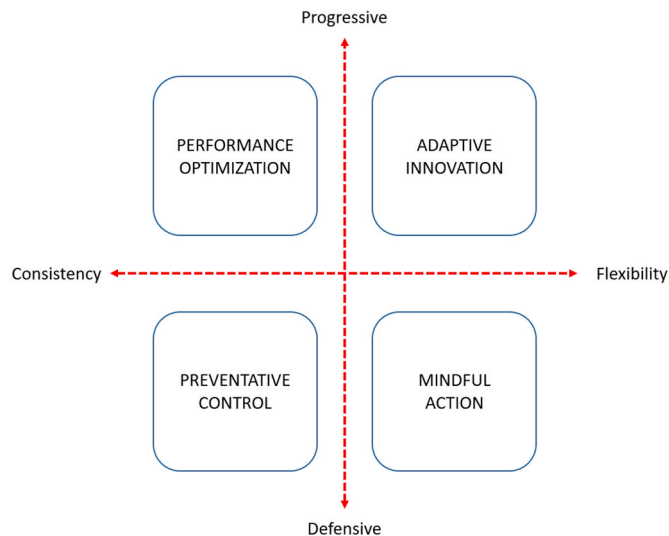 Progressive
PERFORMANCE
OPTIMIZATION
ADAPTIVE
INNOVATION
Consistency
Flexibility
PREVENTATIVE
CONTROL
MINDFUL
ACTION
Defensive